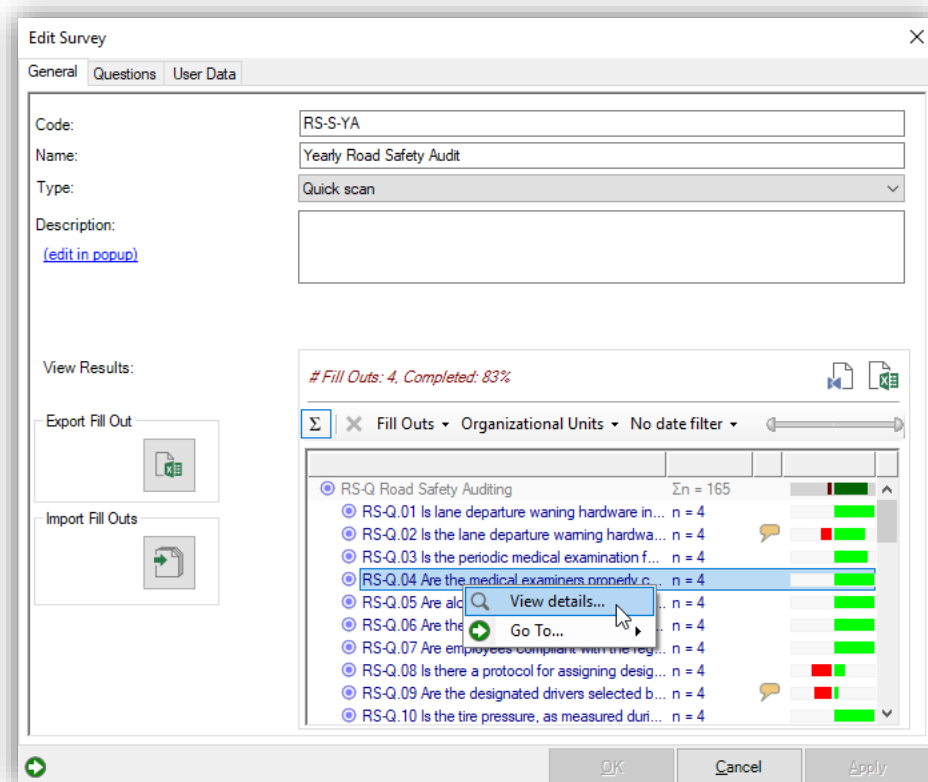 Edit Survey
General Questions User Data
Code: RS-S-YA
Name: Yearly Road Safety Audit
Type: Quick scan
Description:
(edit in popup)
View Results: # Fill Outs: 4, Completed: 83%
Export Fill Out
Σ Fill Outs Organizational Units No date filter
RS-Q Road Safety Auditing Σn = 165
RS-Q.01 Is lane departure waning hardware in... n = 4
Import Fill Outs
RS-Q.02 Is the lane departure warning hardwa... n = 4
RS-Q.03 Is the periodic medical examination f... n = 4
RS-Q.04 Are the medical examiners properly c... n = 4
RS-Q.05 Are n = 4
View details...
RS-Q.06 Are the n = 4
Go To...
RS-Q.07 Are employees compliant with the reg... n = 4
RS-Q.08 Is there a protocol for assigning desig... n = 4
RS-Q.09 Are the designated drivers selected b... n = 4
RS-Q.10 Is the tire pressure, as measured duri... n = 4
OK Cancel Apply